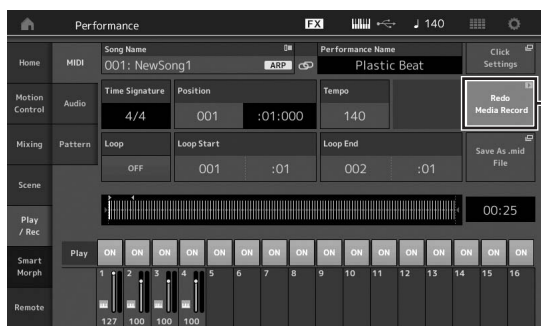 Performance FX 140
Home MIDI Song Name 001: NewSong1 ARP Performance Name Plastic Beat Click Settings
Motion Control Audio Time Signature 4/4 Position 001 :01:000 Tempo 140 Redo Media Record
Mixing Pattern Loop OFF Loop Start 001 :01 Loop End 002 :01 Save As .mid File
Scene
Play / Rec 00:25
Smart Morph Play ON ON ON ON ON ON ON ON ON ON ON ON ON ON ON ON
1 2 3 4 5 6 7 8 9 10 11 12 13 14 15 16
Remote 127 100 100 100